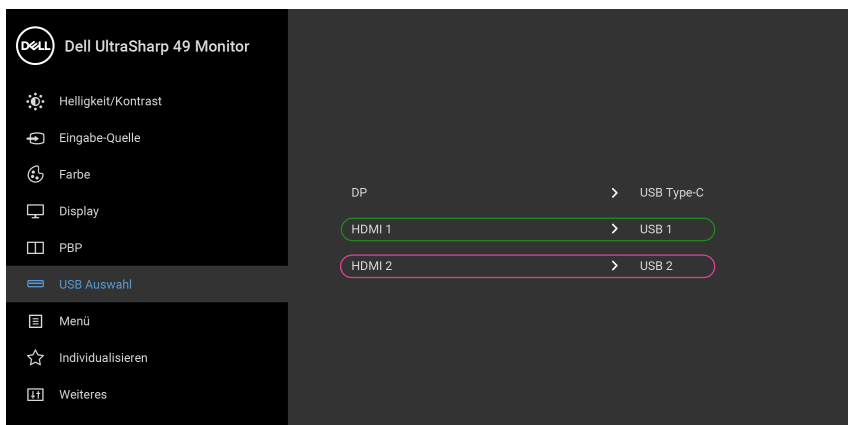 DELL Dell UltraSharp 49 Monitor
Helligkeit/Kontrast
Eingabe-Quelle
Farbe
Display
PBP
USB Auswahl
Menü
Individualisieren
Weiteres
DP > USB Type-C
HDMI 1 > USB 1
HDMI 2 > USB 2